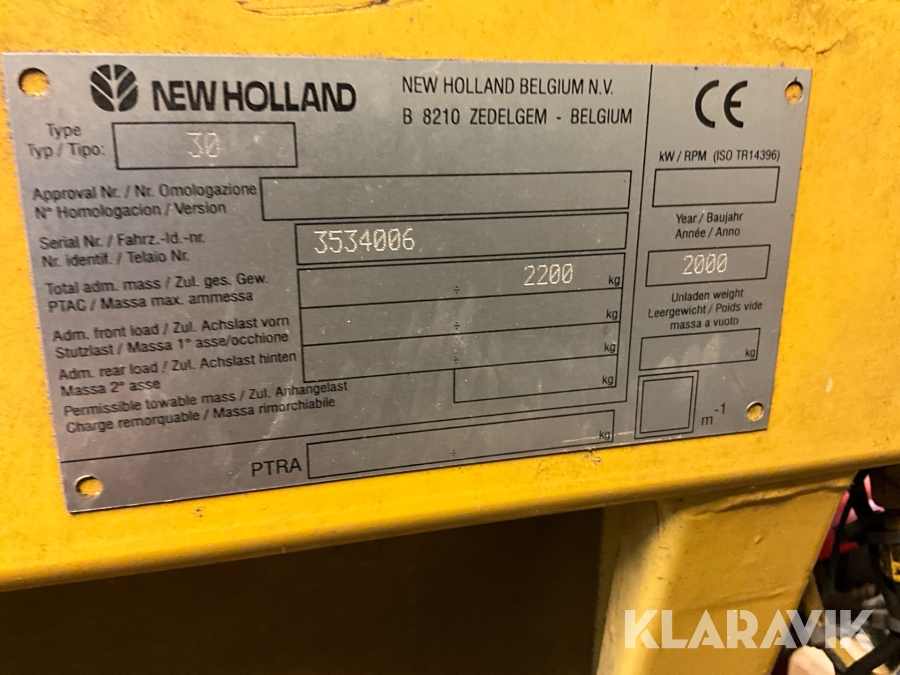 NEW HOLLAND
NEW HOLLAND BELGIUM N.V.
B 8210 ZEDELGEM - BELGIUM
CE
Type
Typ / Tipo:
30
kW / RPM (ISO TR14396)
Approval Nr. / Nr. Omologazione
N° Homologacion / Version
Year / Baujahr
Année / Anno
2000
Serial Nr. / Fahrz.-Id.-nr.
Nr. identif. / Telaio Nr.
3534006
Total adm. mass / Zul. ges. Gew.
PTAC / Massa max. ammessa
÷ 2200 kg
Unladen weight
Leergewicht / Poids vide
massa a vuoto
kg
Adm. front load / Zul. Achslast vorn
Stutzlast / Massa 1° asse/occhione
÷ kg
Adm. rear load / Zul. Achslast hinten
Massa 2° asse
÷ kg
Permissible towable mass / Zul. Anhangelast
Charge remorquable / Massa rimorchiabile
kg
m-1
PTRA
÷ kg
KLARAVIK